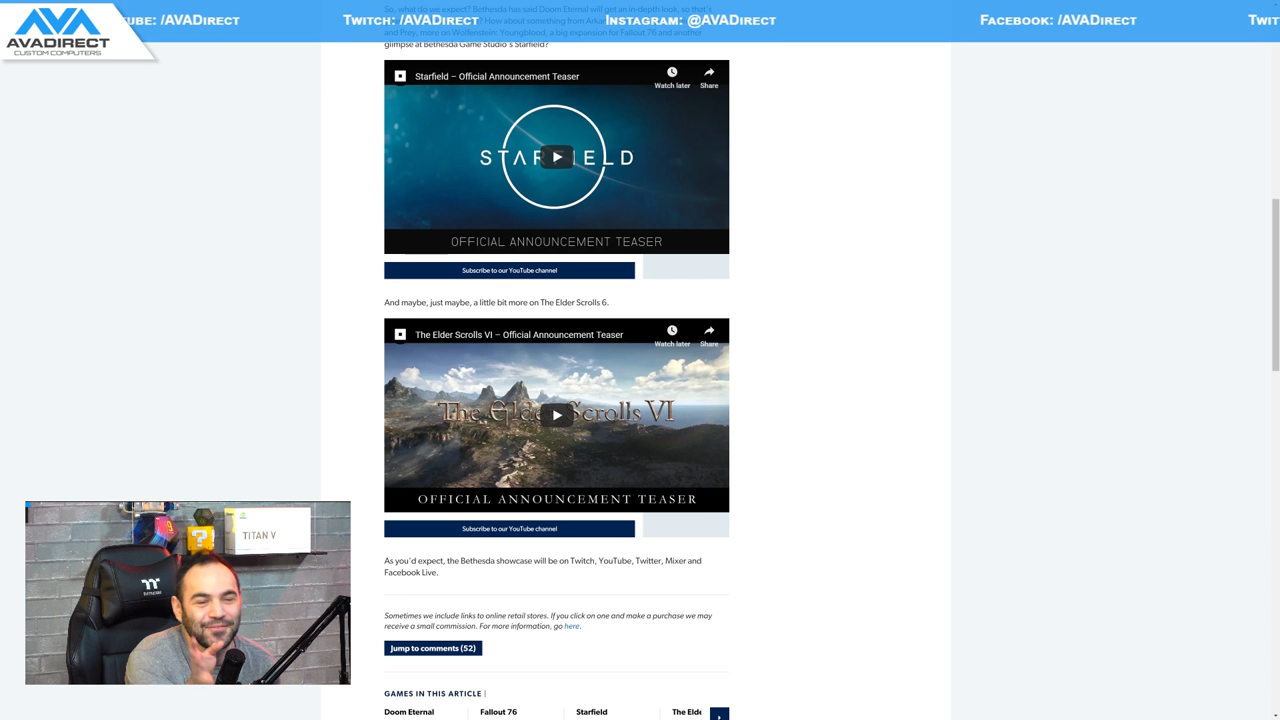 UBE: /AVADIRECT TWITCH: /AVADIRECT INSTAGRAM: @AVADIRECT FACEBOOK: /AVADIRECT TWIT
AVADIRECT
CUSTOM COMPUTERS
So, what do we expect? Bethesda has said Doom Eternal will get an in-depth look, so that's
? How about something from Arka
and Prey, more on Wolfenstein: Youngblood, a big expansion for Fallout 76 and another
glimpse at Bethesda Game Studio's Starfield?
Starfield – Official Announcement Teaser
Watch later Share
STARFIELD
OFFICIAL ANNOUNCEMENT TEASER
Subscribe to our YouTube channel
And maybe, just maybe, a little bit more on The Elder Scrolls 6.
The Elder Scrolls VI – Official Announcement Teaser
Watch later Share
The Elder Scrolls VI
OFFICIAL ANNOUNCEMENT TEASER
Subscribe to our YouTube channel
TITAN V
As you'd expect, the Bethesda showcase will be on Twitch, YouTube, Twitter, Mixer and
Facebook Live.
Sometimes we include links to online retail stores. If you click on one and make a purchase we may
receive a small commission. For more information, go here.
Jump to comments (52)
GAMES IN THIS ARTICLE |
Doom Eternal Fallout 76 Starfield The Elde